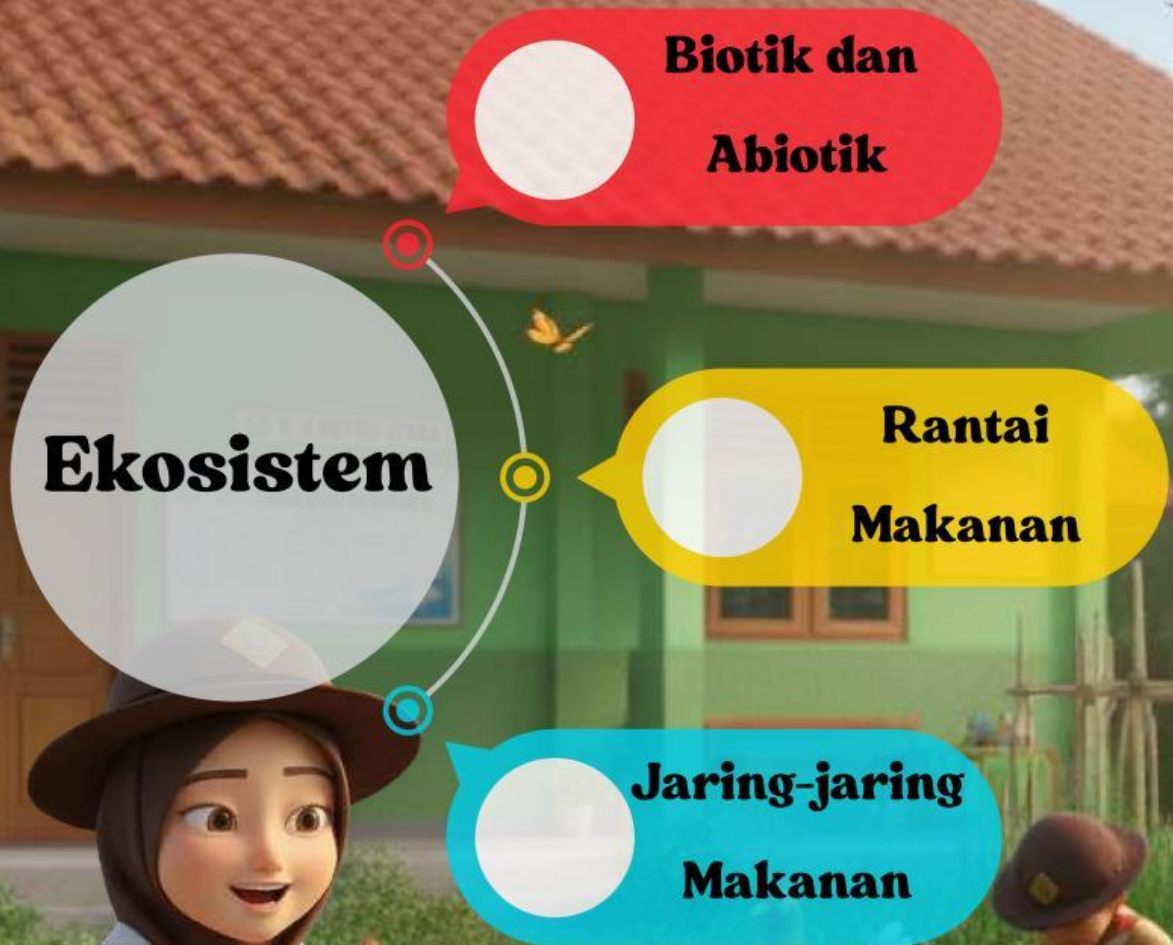 Biotik dan
Abiotik
Ekosistem
Rantai
Makanan
Jaring-jaring
Makanan